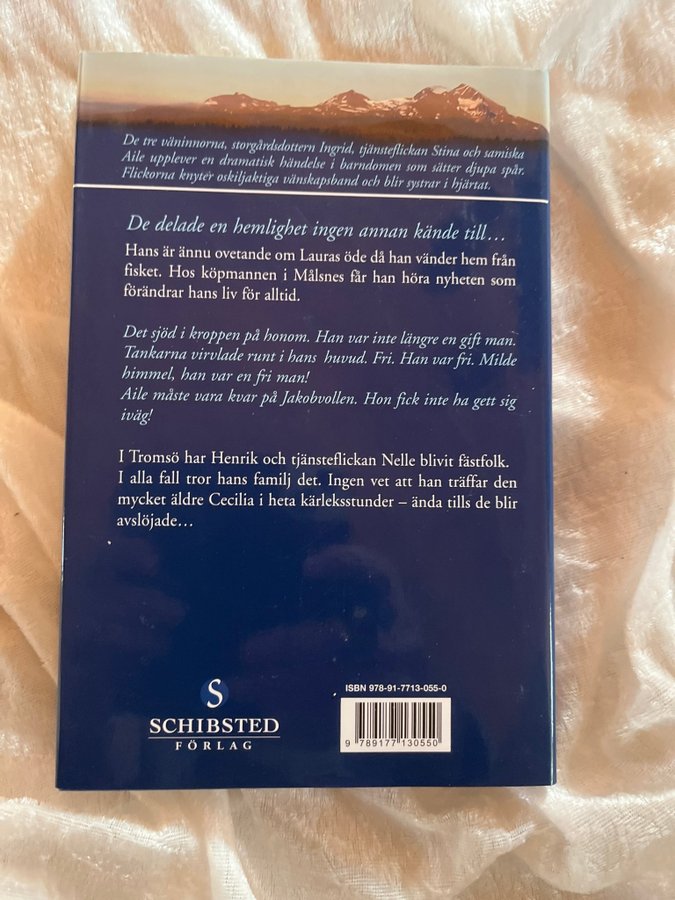 De tre väninnorna, storgårdsdottern Ingrid, tjänsteflickan Stina och samiska
Aile upplever en dramatisk händelse i barndomen som sätter djupa spår.
Flickorna knyter oskiljaktiga vänskapsband och blir systrar i hjärtat.
De delade en hemlighet ingen annan kände till…
Hans är ännu ovetande om Lauras öde då han vänder hem från
fisket. Hos köpmannen i Målsnes får han höra nyheten som
förändrar hans liv för alltid.
Det sjöd i kroppen på honom. Han var inte längre en gift man.
Tankarna virvlade runt i hans huvud. Fri. Han var fri. Milde
himmel, han var en fri man!
Aile måste vara kvar på Jakobvollen. Hon fick inte ha gett sig
iväg!
I Tromsö har Henrik och tjänsteflickan Nelle blivit fästfolk.
I alla fall tror hans familj det. Ingen vet att han träffar den
mycket äldre Cecilia i heta kärleksstunder – ända tills de blir
avslöjade…
S
SCHIBSTED
FÖRLAG
ISBN 978-91-7713-055-0
9 789177 130550